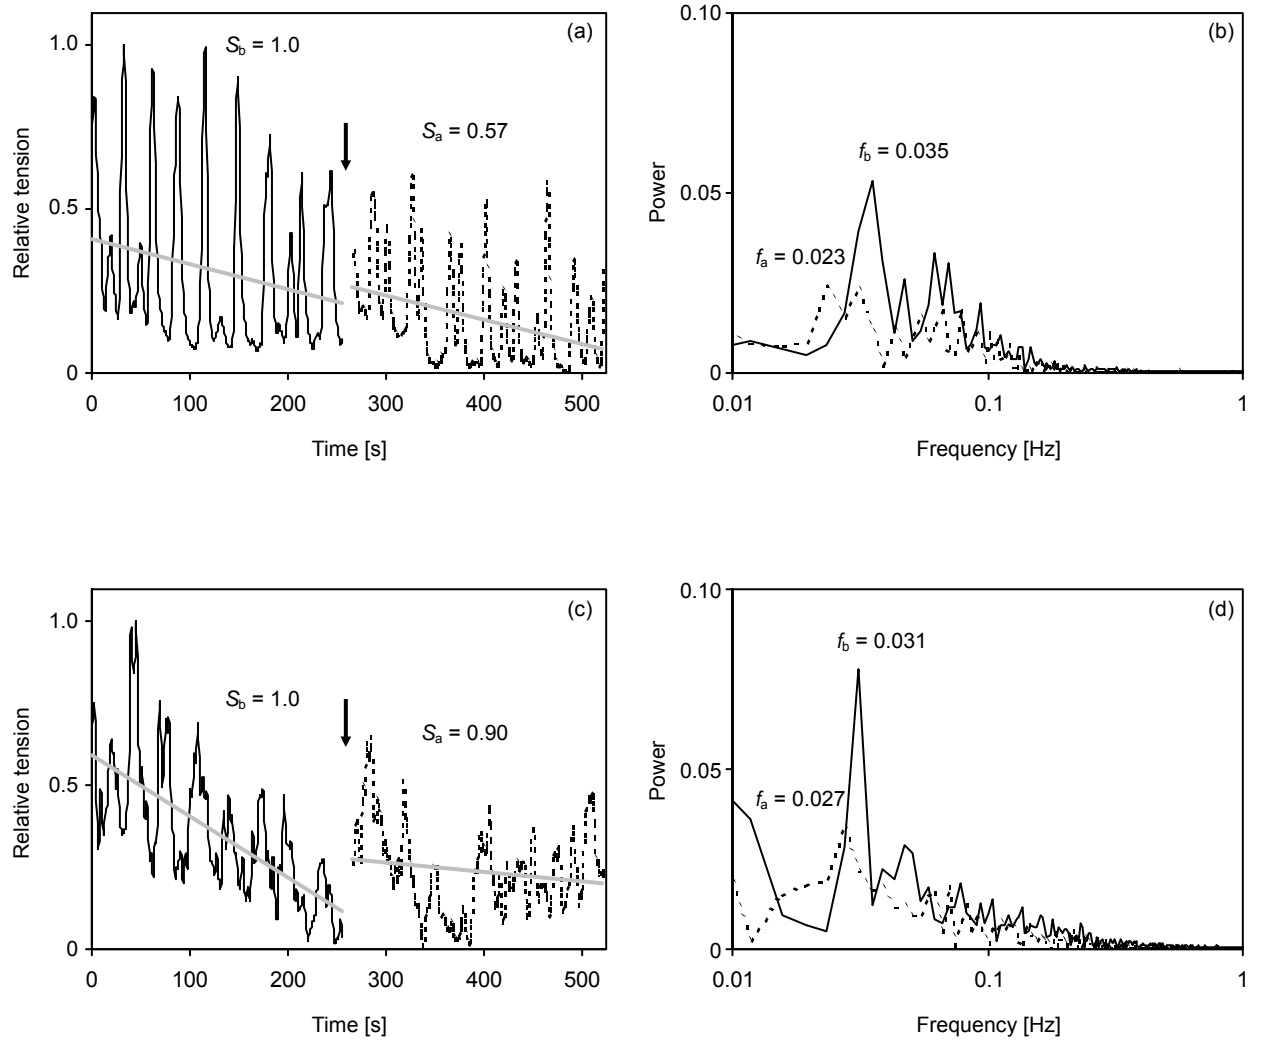 (a)
S_b = 1.0
S_a = 0.57
1.0
0.5
0
Relative tension
0 100 200 300 400 500
Time [s]
(b)
f_b = 0.035
f_a = 0.023
0.10
0.05
0
Power
0.01 0.1 1
Frequency [Hz]
(c)
S_b = 1.0
S_a = 0.90
1.0
0.5
0
Relative tension
0 100 200 300 400 500
Time [s]
(d)
f_b = 0.031
f_a = 0.027
0.10
0.05
0
Power
0.01 0.1 1
Frequency [Hz]